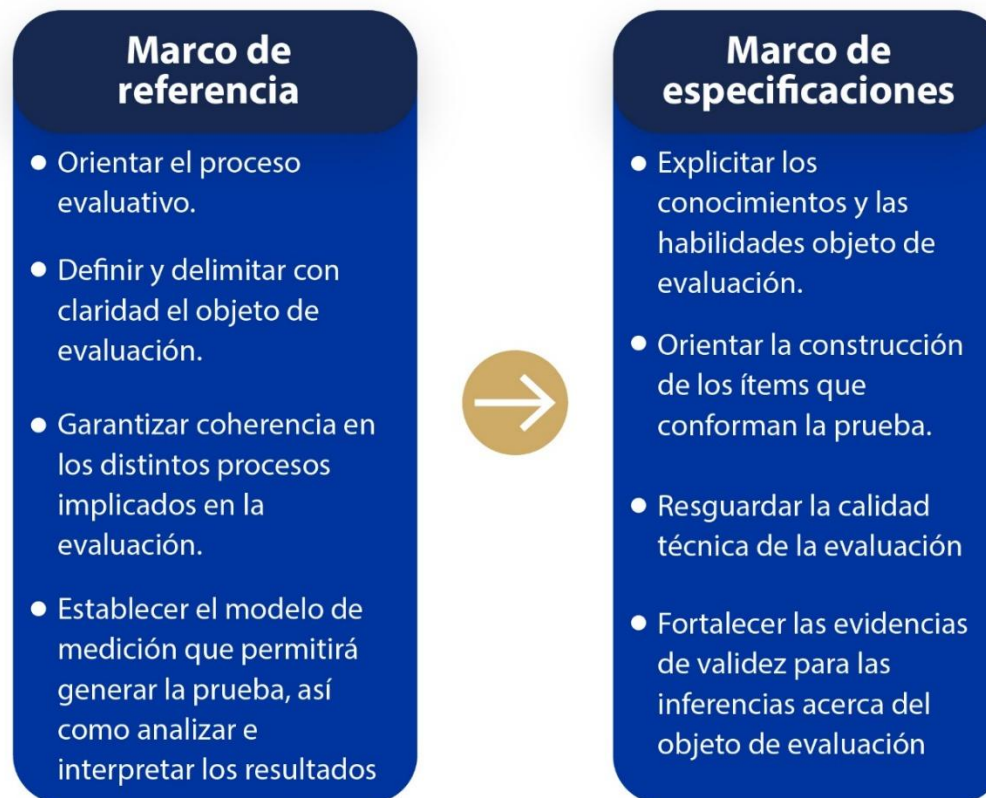 Marco de
referencia
● Orientar el proceso
evaluativo.
● Definir y delimitar con
claridad el objeto de
evaluación.
● Garantizar coherencia en
los distintos procesos
implicados en la
evaluación.
● Establecer el modelo de
medición que permitirá
generar la prueba, así
como analizar e
interpretar los resultados
Marco de
especificaciones
● Explicitar los
conocimientos y las
habilidades objeto de
evaluación.
● Orientar la construcción
de los ítems que
conforman la prueba.
● Resguardar la calidad
técnica de la evaluación
● Fortalecer las evidencias
de validez para las
inferencias acerca del
objeto de evaluación